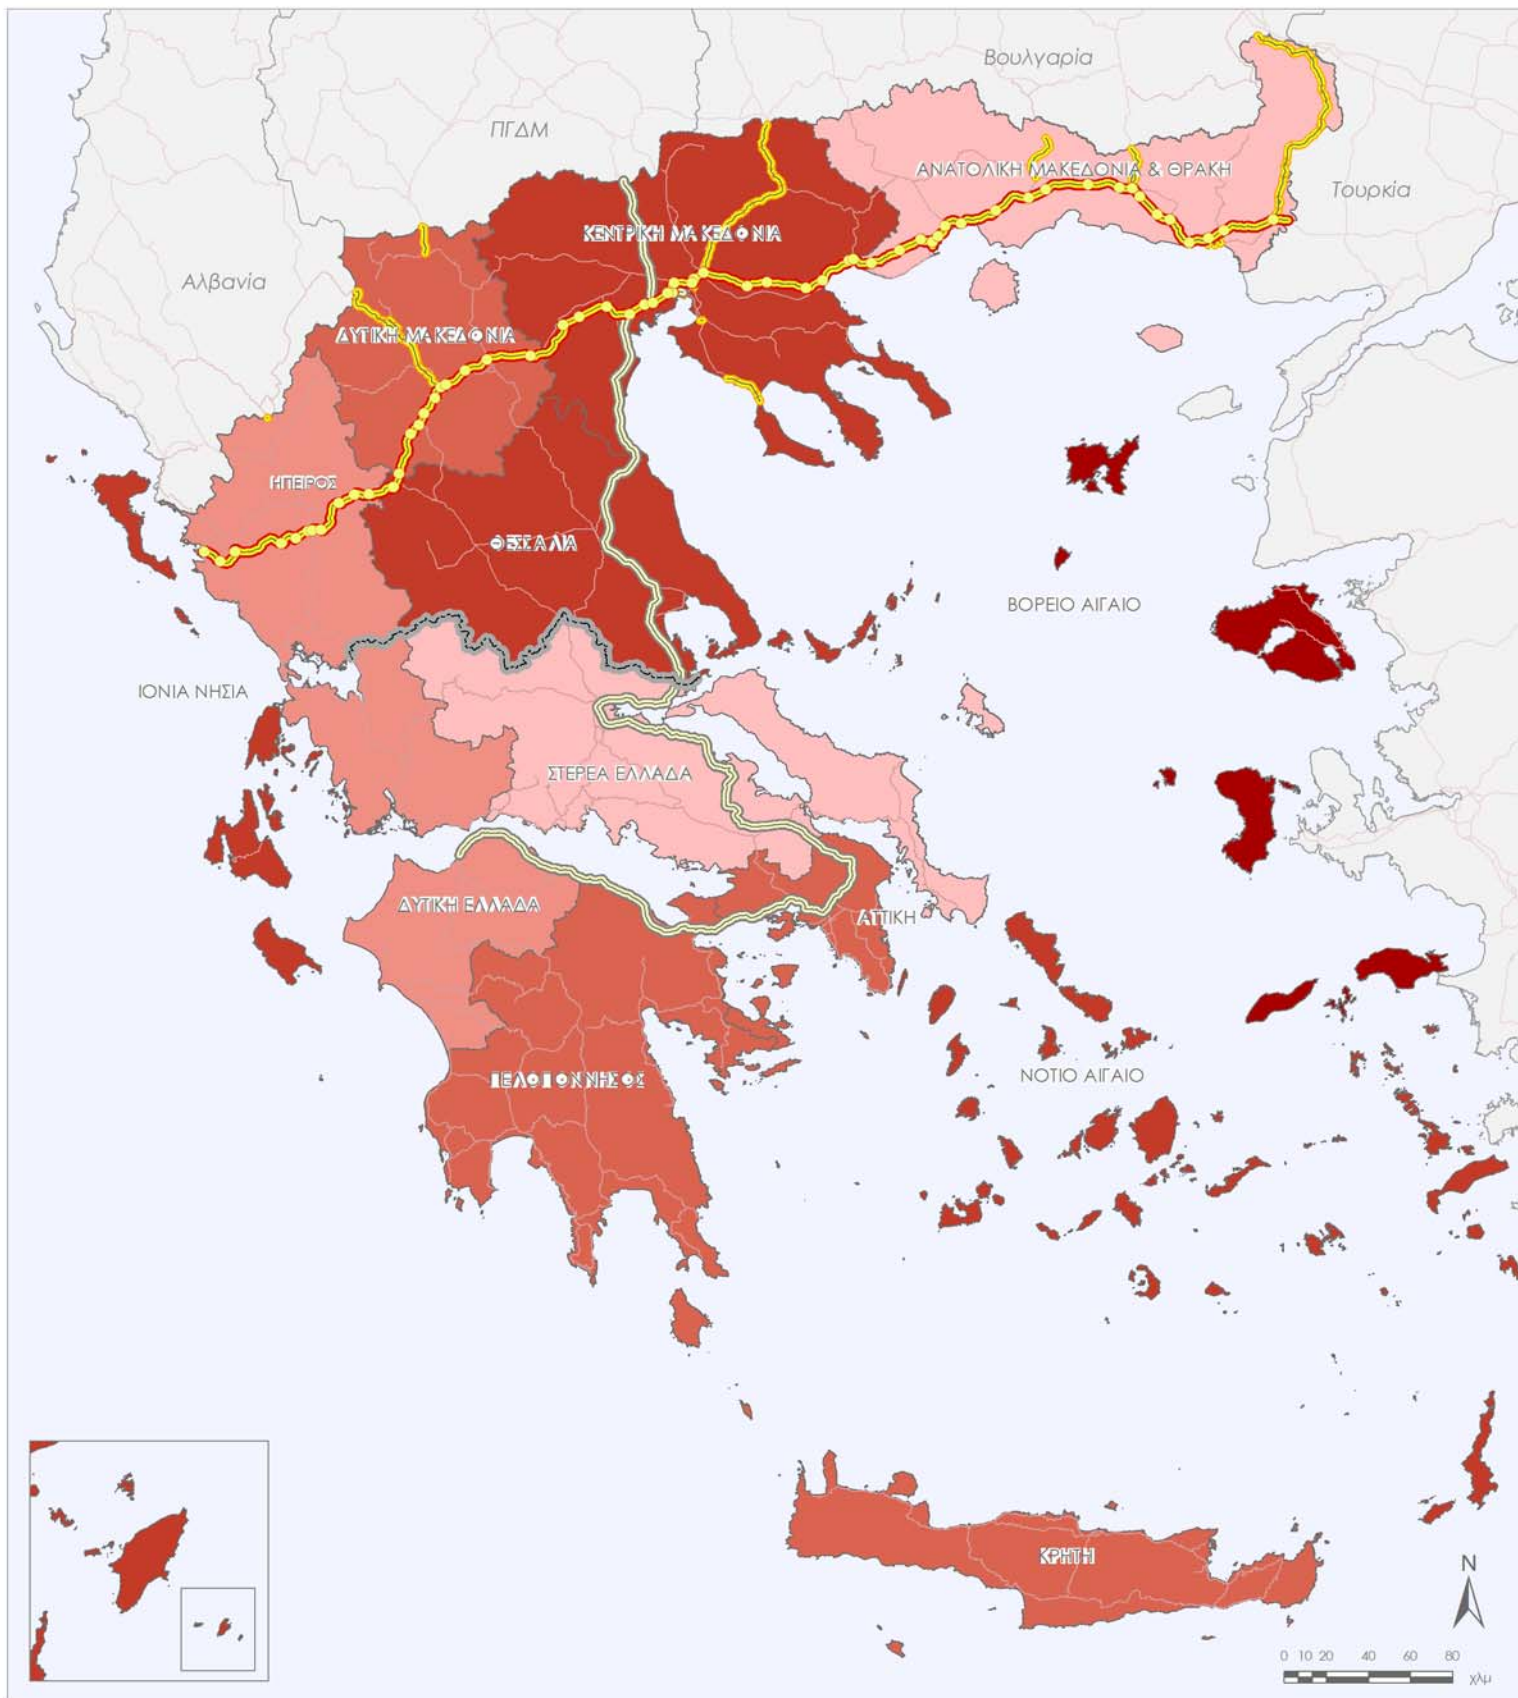 Βουλγαρία
ΠΓΔΜ
ΑΝΑΤΟΛΙΚΗ ΜΑΚΕΔΟΝΙΑ & ΘΡΑΚΗ
Τουρκία
ΚΕΝΤΡΙΚΗ ΜΑΚΕΔΟΝΙΑ
Αλβανία
ΔΥΤΙΚΗ ΜΑΚΕΔΟΝΙΑ
ΗΠΕΙΡΟΣ
ΘΕΣΣΑΛΙΑ
ΒΟΡΕΙΟ ΑΙΓΑΙΟ
ΙΟΝΙΑ ΝΗΣΙΑ
ΣΤΕΡΕΑ ΕΛΛΑΔΑ
ΔΥΤΙΚΗ ΕΛΛΑΔΑ
ΑΤΤΙΚΗ
ΝΟΤΙΟ ΑΙΓΑΙΟ
ΠΕΛΟΠΟΝΝΗΣΟΣ
ΚΡΗΤΗ
N
0 10 20 40 60 80
χλμ